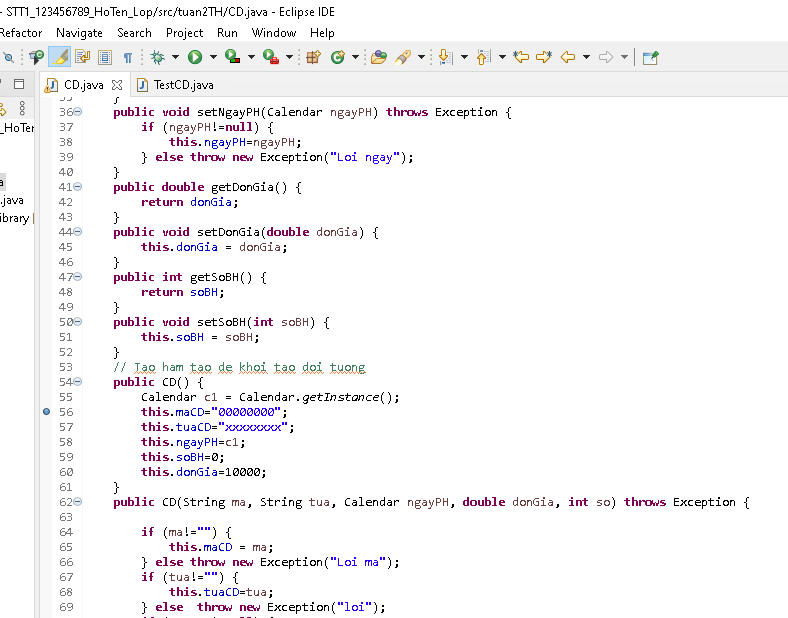 - STT1_123456789_HoTen_Lop/src/tuan2TH/CD.java - Eclipse IDE
Refactor Navigate Search Project Run Window Help
CD.java TestCD.java
36 public void setNgayPH(Calendar ngayPH) throws Exception {
37 if (ngayPH!=null) {
38 this.ngayPH=ngayPH;
39 } else throw new Exception("Loi ngay");
40 }
41 public double getDonGia() {
42 return donGia;
43 }
44 public void setDonGia(double donGia) {
45 this.donGia = donGia;
46 }
47 public int getSoBH() {
48 return soBH;
49 }
50 public void setSoBH(int soBH) {
51 this.soBH = soBH;
52 }
53 // Tao ham tao de khoi tao doi tuong
54 public CD() {
55 Calendar c1 = Calendar.getInstance();
56 this.maCD="00000000";
57 this.tuaCD="xxxxxxxx";
58 this.ngayPH=c1;
59 this.soBH=0;
60 this.donGia=10000;
61 }
62 public CD(String ma, String tua, Calendar ngayPH, double donGia, int so) throws Exception {
63
64 if (ma!="") {
65 this.maCD = ma;
66 } else throw new Exception("Loi ma");
67 if (tua!="") {
68 this.tuaCD=tua;
69 } else throw new Exception("loi");
_HoTer
a
.java
ibrary [